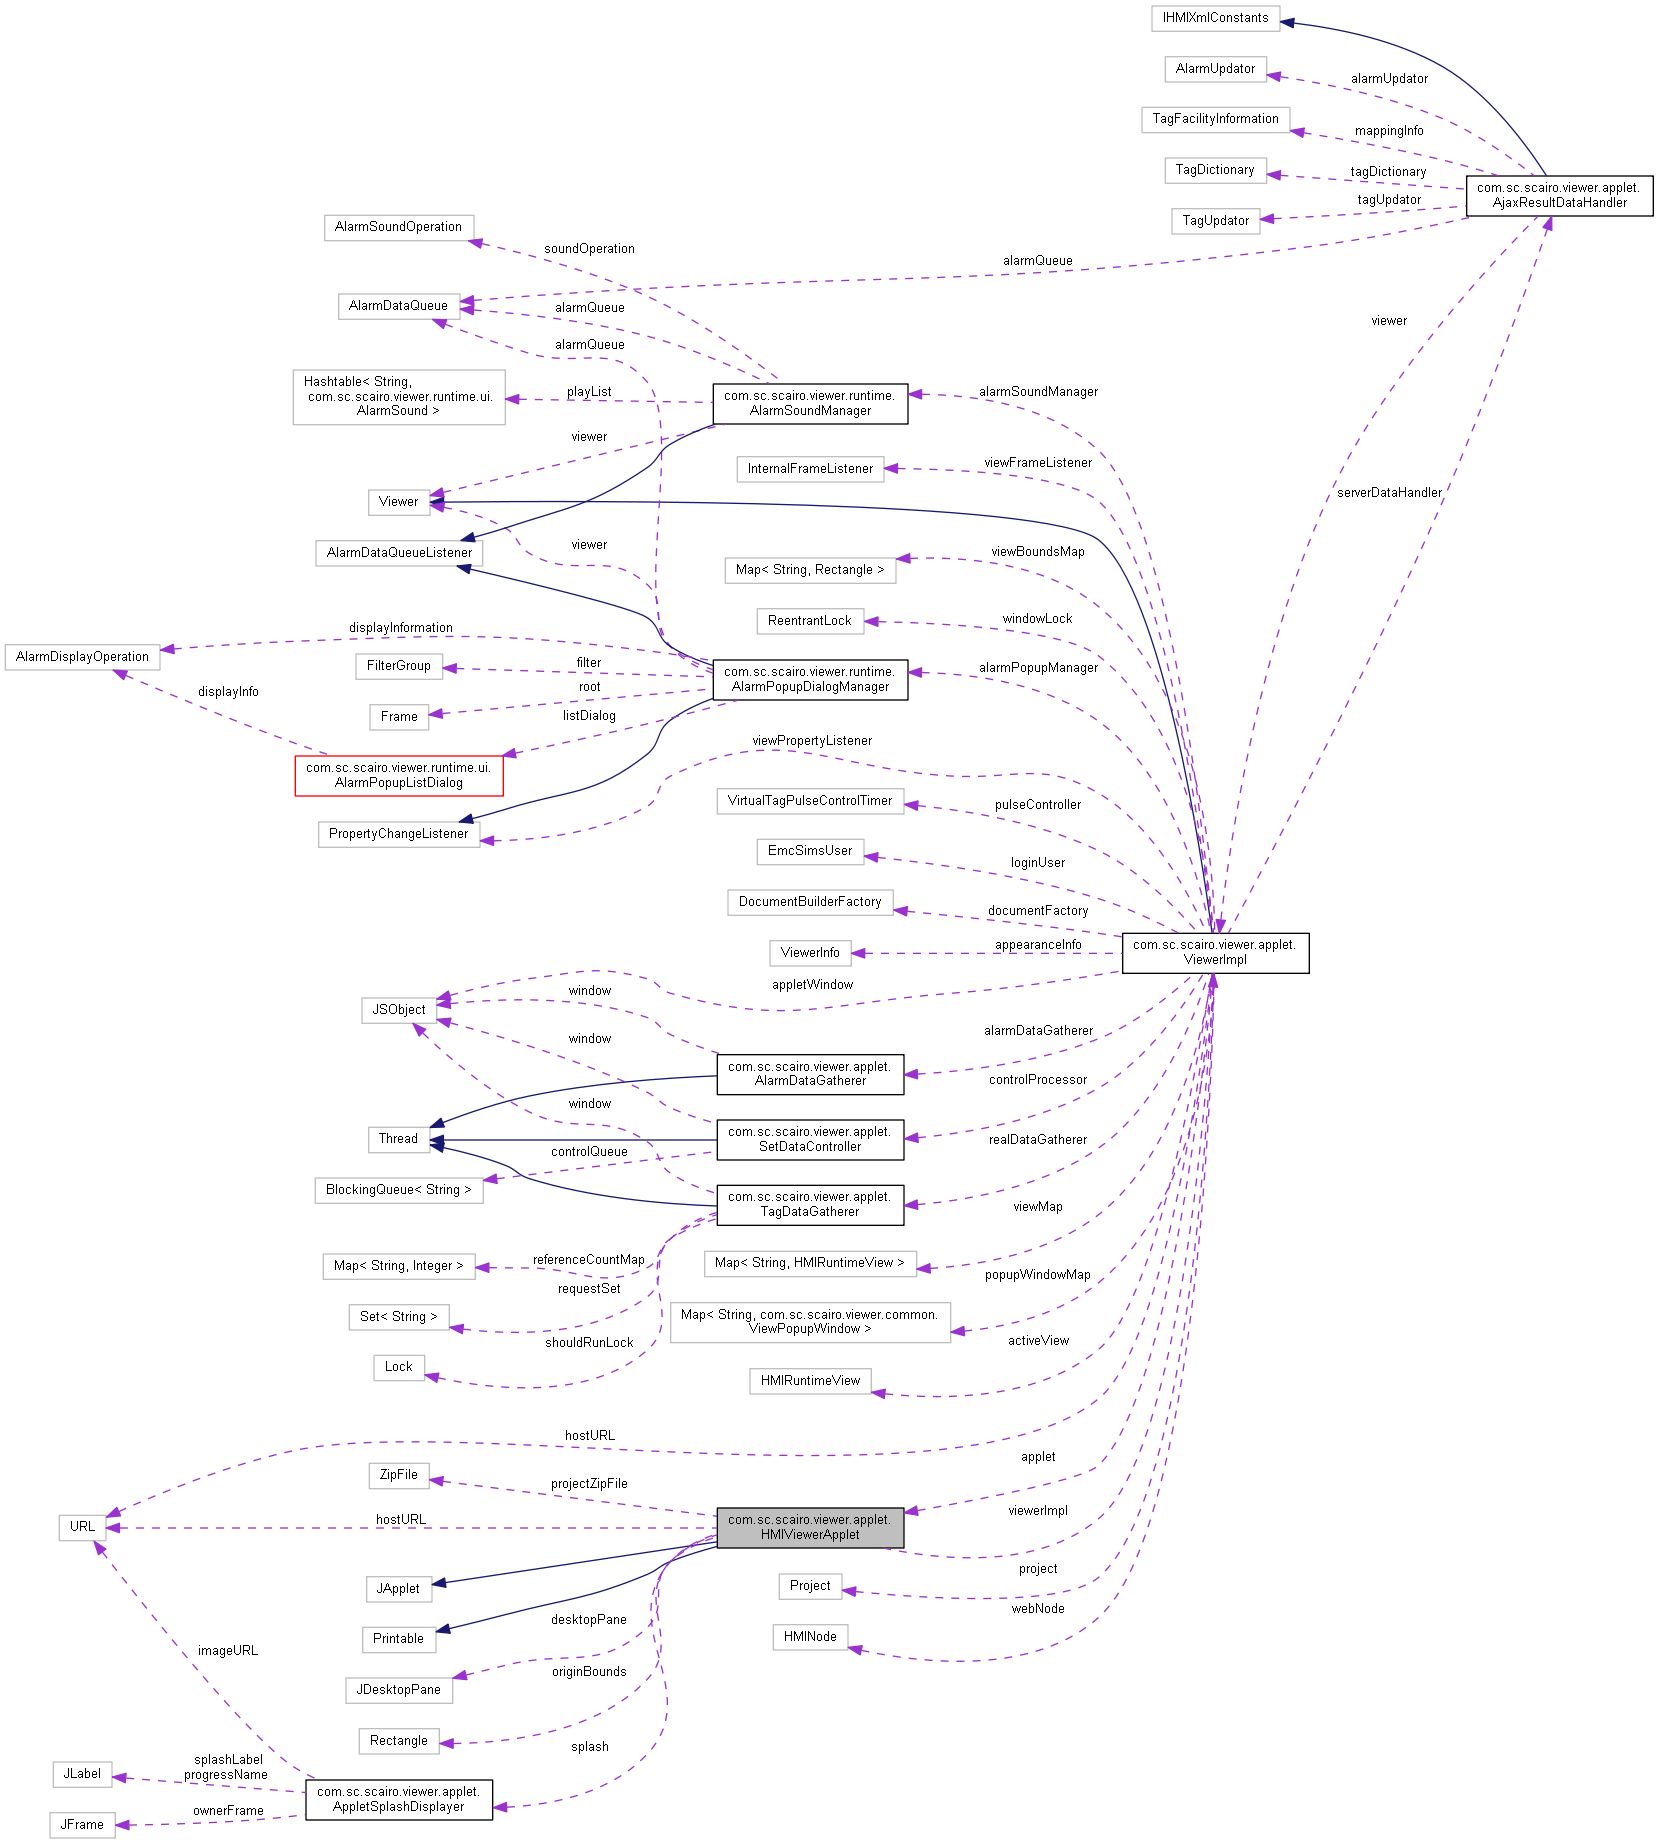 IHMIXmlConstants
AlarmUpdator
alarmUpdator
TagFacilityInformation
mappingInfo
TagDictionary
tagDictionary
com.sc.scairo.viewer.applet.
AjaxResultDataHandler
tagUpdator
TagUpdator
AlarmSoundOperation
soundOperation
alarmQueue
AlarmDataQueue
alarmQueue
viewer
alarmQueue
Hashtable< String,
com.sc.scairo.viewer.runtime.ui.
AlarmSound >
playList
com.sc.scairo.viewer.runtime.
AlarmSoundManager
alarmSoundManager
viewer
InternalFrameListener
viewFrameListener
Viewer
serverDataHandler
AlarmDataQueueListener
viewer
viewBoundsMap
Map< String, Rectangle >
ReentrantLock
windowLock
displayInformation
AlarmDisplayOperation
FilterGroup
filter
com.sc.scairo.viewer.runtime.
AlarmPopupDialogManager
alarmPopupManager
displayInfo
root
Frame
listDialog
viewPropertyListener
com.sc.scairo.viewer.runtime.ui.
AlarmPopupListDialog
VirtualTagPulseControlTimer
pulseController
PropertyChangeListener
EmcSimsUser
loginUser
DocumentBuilderFactory
documentFactory
ViewerInfo
appearanceInfo
com.sc.scairo.viewer.applet.
ViewerImpl
appletWindow
window
JSObject
window
alarmDataGatherer
com.sc.scairo.viewer.applet.
AlarmDataGatherer
controlProcessor
window
Thread
com.sc.scairo.viewer.applet.
SetDataController
realDataGatherer
controlQueue
BlockingQueue< String >
com.sc.scairo.viewer.applet.
TagDataGatherer
viewMap
Map< String, Integer >
referenceCountMap
Map< String, HMIRuntimeView >
popupWindowMap
requestSet
Set< String >
Map< String, com.sc.scairo.viewer.common.
ViewPopupWindow >
shouldRunLock
activeView
Lock
HMIRuntimeView
hostURL
applet
ZipFile
projectZipFile
viewerImpl
URL
hostURL
com.sc.scairo.viewer.applet.
HMIViewerApplet
project
JApplet
Project
webNode
desktopPane
Printable
HMINode
imageURL
originBounds
JDesktopPane
Rectangle
splash
splashLabel
progressName
JLabel
com.sc.scairo.viewer.applet.
AppletSplashDisplayer
ownerFrame
JFrame